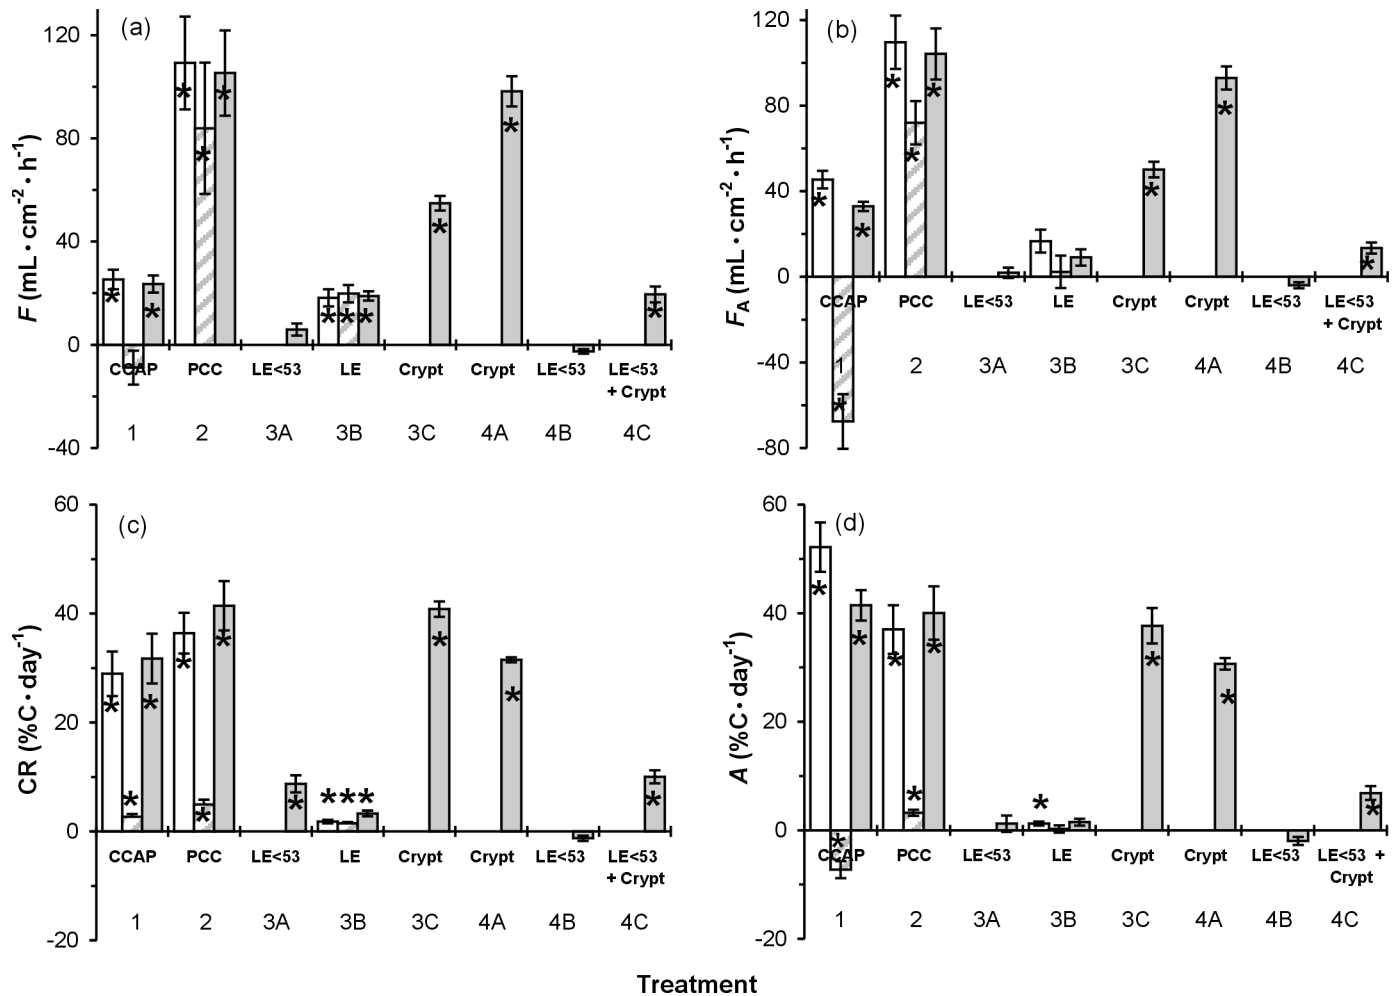 (a)
120
80
40
0
-40
F (mL • cm⁻² • h⁻¹)
CCAP PCC LE<53 LE Crypt Crypt LE<53 LE<53
+ Crypt
1 2 3A 3B 3C 4A 4B 4C
* * * * * * * * * * *
(b)
120
80
40
0
-40
-80
F_A (mL • cm⁻² • h⁻¹)
CCAP PCC LE<53 LE Crypt Crypt LE<53 LE<53
+ Crypt
1 2 3A 3B 3C 4A 4B 4C
* * * * * * * * *
(c)
60
40
20
0
-20
CR (%C • day⁻¹)
CCAP PCC LE<53 LE Crypt Crypt LE<53 LE<53
+ Crypt
1 2 3A 3B 3C 4A 4B 4C
* * * * * * * * * * * * *
(d)
60
40
20
0
-20
A (%C • day⁻¹)
CCAP PCC LE<53 LE Crypt Crypt LE<53 LE<53 +
Crypt
1 2 3A 3B 3C 4A 4B 4C
* * * * * * * * * *
Treatment